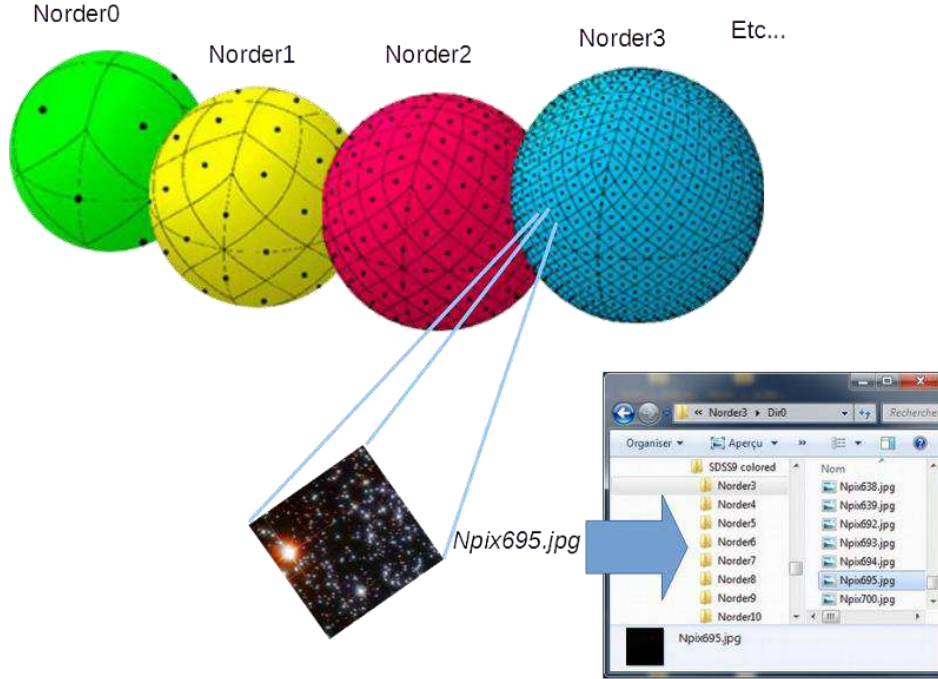 Norder0
Norder1
Norder2
Norder3
Etc...
Npix695.jpg
« Norder3 Dir0
Rechercher
Organiser
Aperçu
»
SDSS9 colored
Norder3
Norder4
Norder5
Norder6
Norder7
Norder8
Norder9
Norder10
Nom
Npix638.jpg
Npix639.jpg
Npix692.jpg
Npix693.jpg
Npix694.jpg
Npix695.jpg
Npix700.jpg
Npix695.jpg